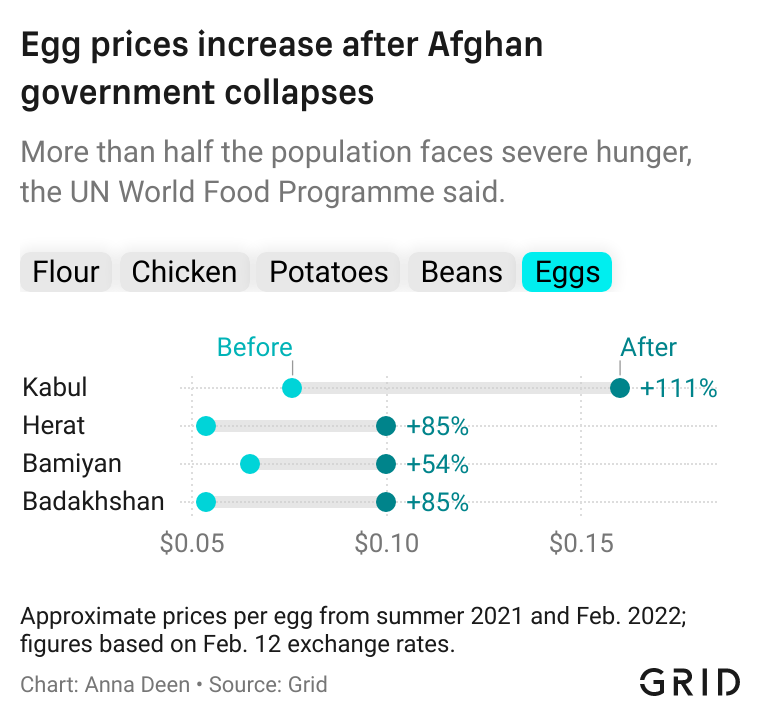 Egg prices increase after Afghan
government collapses
More than half the population faces severe hunger,
the UN World Food Programme said.
Flour Chicken Potatoes Beans Eggs
Before After
Kabul +111%
Herat +85%
Bamiyan +54%
Badakhshan +85%
$0.05 $0.10 $0.15
Approximate prices per egg from summer 2021 and Feb. 2022;
figures based on Feb. 12 exchange rates.
Chart: Anna Deen • Source: Grid
GRID